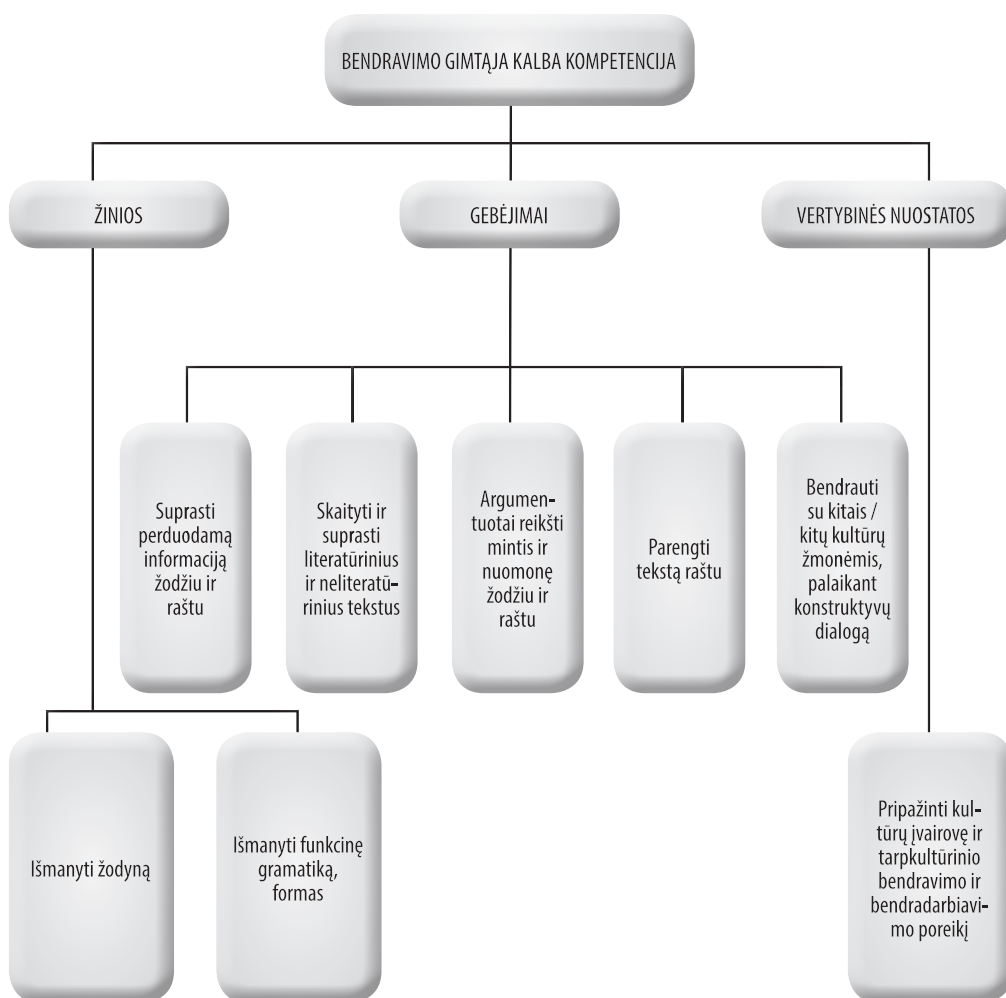 BENDRAVIMO GIMTĄJA KALBA KOMPETENCIJA
ŽINIOS
GEBĖJIMAI
VERTYBINĖS NUOSTATOS
Suprasti
perduodamą
informaciją
žodžiu ir
raštu
Skaityti ir
suprasti
literatūrinius
ir neliteratū-
rinius tekstus
Argumen-
tuotai reikšti
mintis ir
nuomonę
žodžiu ir
raštu
Parengti
tekstą raštu
Bendrauti
su kitais /
kitų kultūrų
žmonėmis,
palaikant
konstruktyvų
dialogą
Išmanyti žodyną
Išmanyti funkcinę
gramatiką,
formas
Pripažinti kul-
tūrų įvairovę ir
tarpkultūrinio
bendravimo ir
bendradarbiavi-
mo poreikį